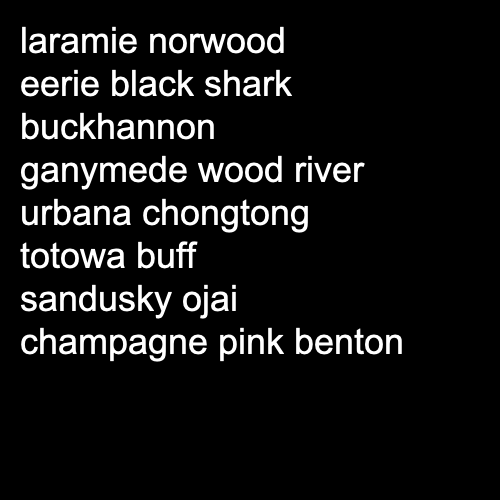 laramie norwood
eerie black shark
buckhannon
ganymede wood river
urbana chongtong
totowa buff
sandusky ojai
champagne pink benton